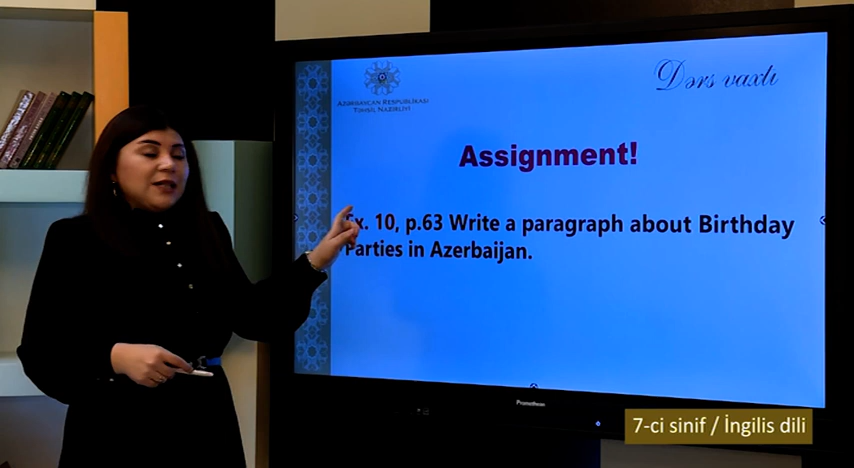 Dərs vaxtı
AZƏRBAYCAN RESPUBLİKASI
TƏHSİL NAZİRLİYİ
Assignment!
Ex. 10, p.63 Write a paragraph about Birthday
Parties in Azerbaijan.
Promethean
7-ci sinif / İngilis dili